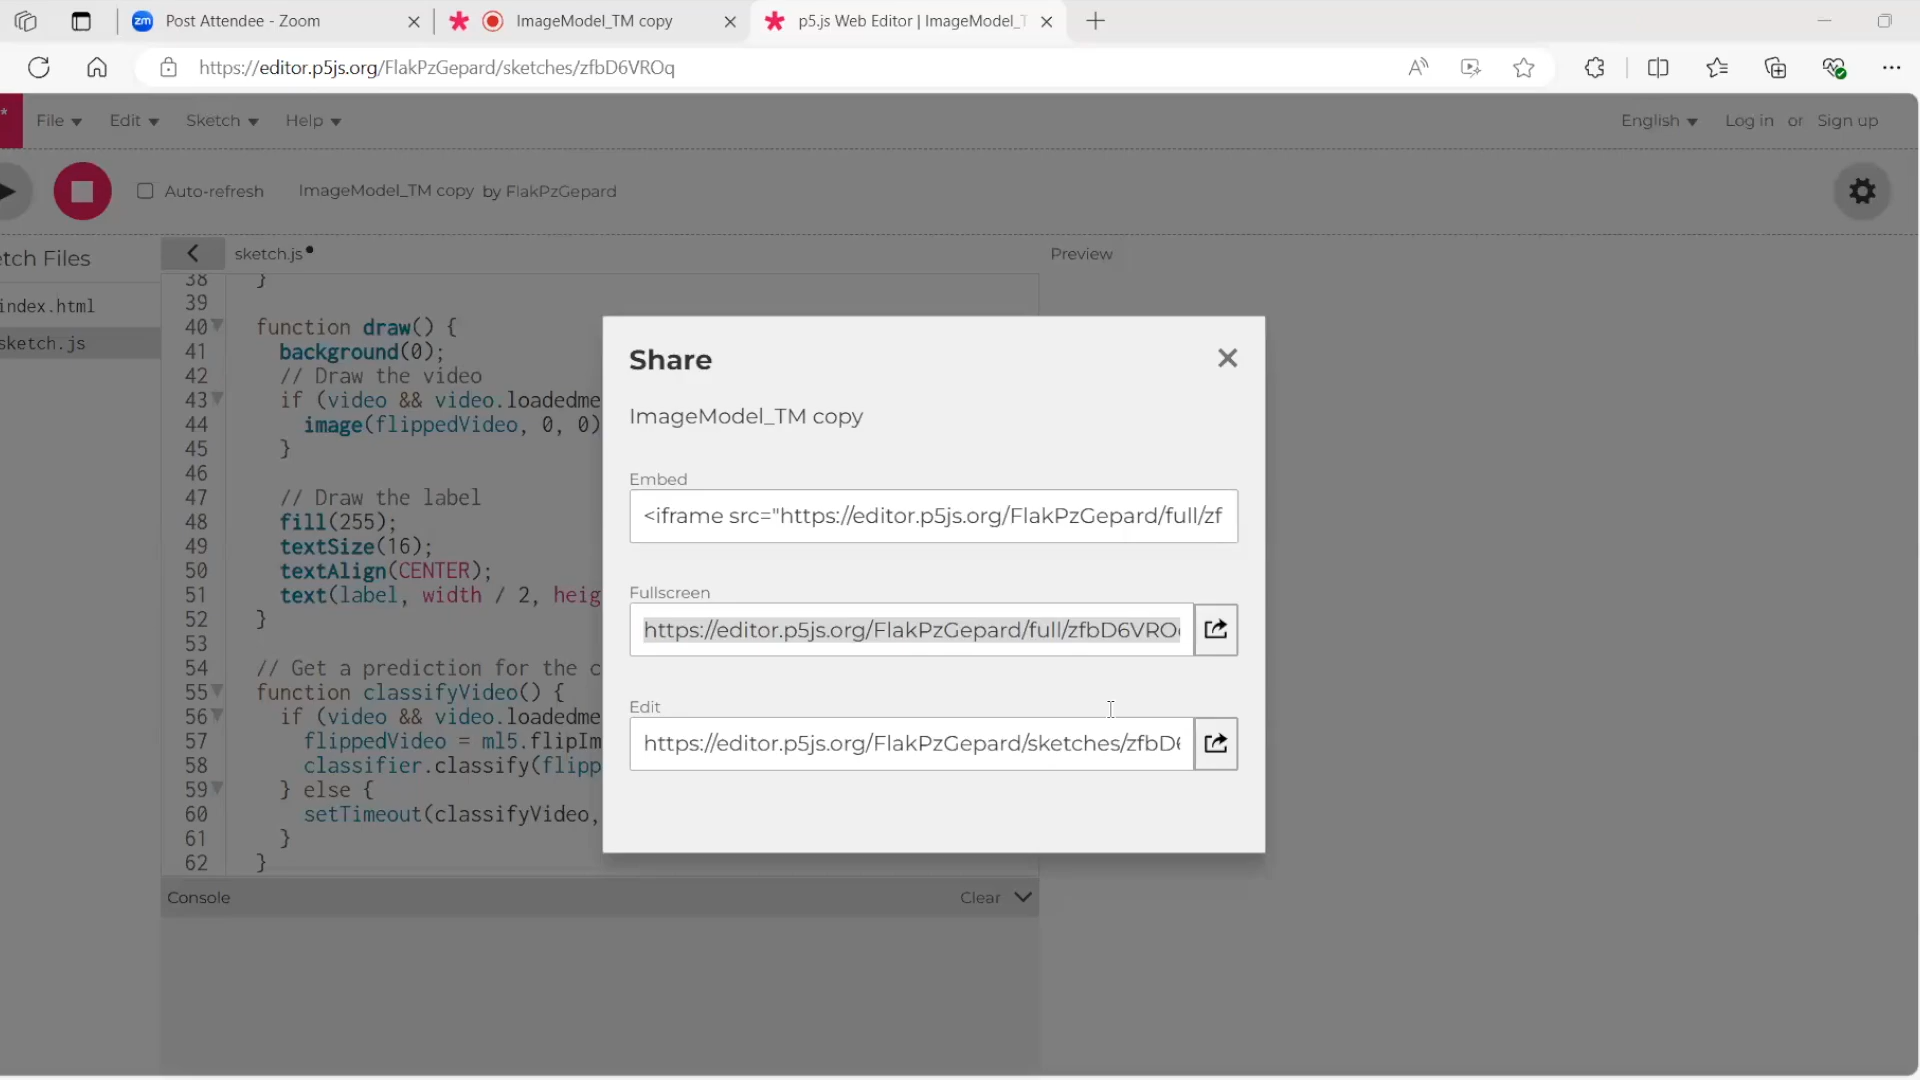 Post Attendee - Zoom
ImageModel_TM copy
p5.js Web Editor | ImageModel_T
https://editor.p5js.org/FlakPzGepard/sketches/zfbD6VROq
File
Edit
Sketch
Help
English
Log in or Sign up
Auto-refresh
ImageModel_TM copy by FlakPzGepard
etch Files
sketch.js
Preview
index.html
sketch.js
38 }
39
40 function draw() {
41 background(0);
42 // Draw the video
43 if (video && video.loadedme
44 image(flippedVideo, 0, 0)
45 }
46
47 // Draw the label
48 fill(255);
49 textSize(16);
50 textAlign(CENTER);
51 text(label, width / 2, heig
52 }
53
54 // Get a prediction for the c
55 function classifyVideo() {
56 if (video && video.loadedme
57 flippedVideo = ml5.flipIm
58 classifier.classify(flipp
59 } else {
60 setTimeout(classifyVideo,
61 }
62 }
Console
Clear
Share
ImageModel_TM copy
Embed
<iframe src="https://editor.p5js.org/FlakPzGepard/full/zf
Fullscreen
https://editor.p5js.org/FlakPzGepard/full/zfbD6VROq
Edit
https://editor.p5js.org/FlakPzGepard/sketches/zfbD6